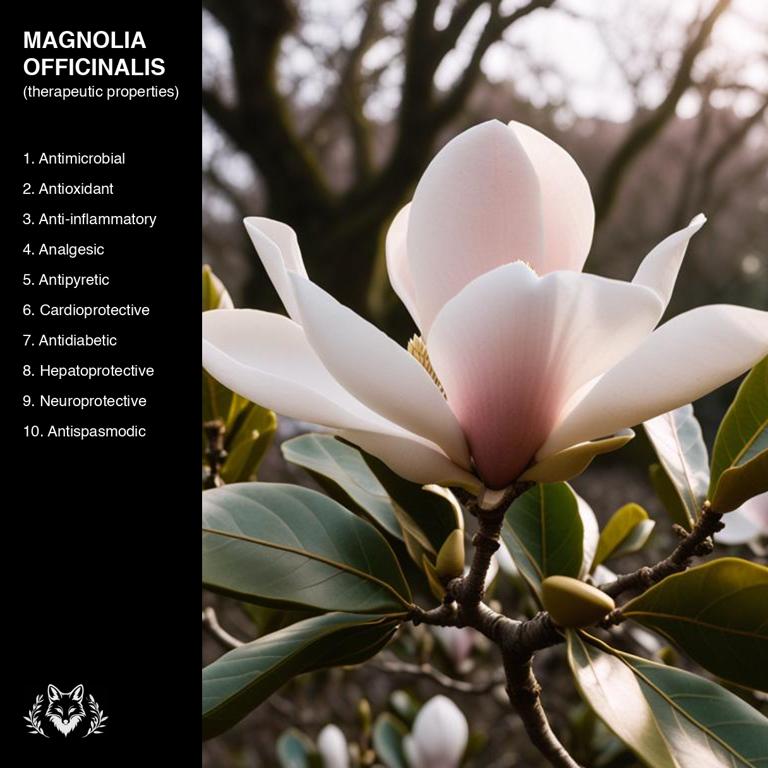 MAGNOLIA
OFFICINALIS
(therapeutic properties)
1. Antimicrobial
2. Antioxidant
3. Anti-inflammatory
4. Analgesic
5. Antipyretic
6. Cardioprotective
7. Antidiabetic
8. Hepatoprotective
9. Neuroprotective
10. Antispasmodic